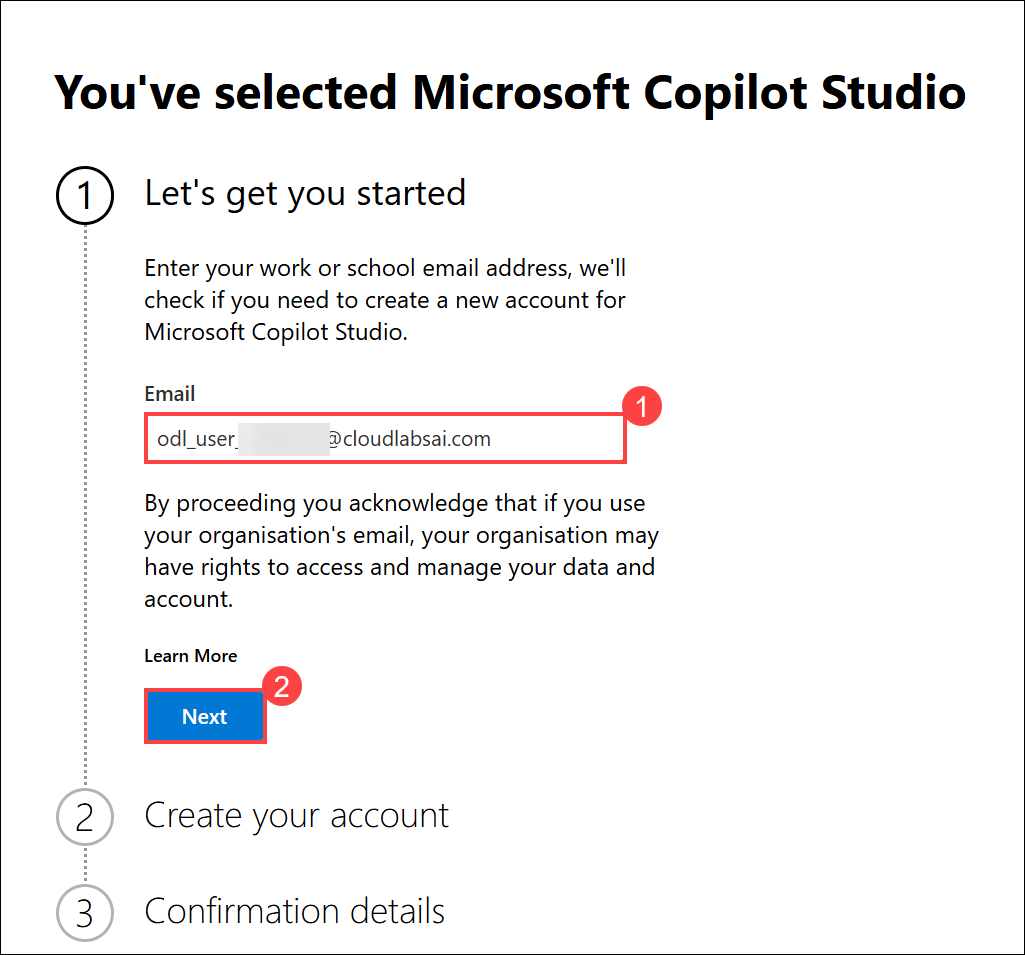 You've selected Microsoft Copilot Studio
1
Let's get you started
Enter your work or school email address, we'll
check if you need to create a new account for
Microsoft Copilot Studio.
Email
1
odl_user_ @cloudlabsai.com
By proceeding you acknowledge that if you use
your organisation's email, your organisation may
have rights to access and manage your data and
account.
Learn More
2
Next
2
Create your account
3
Confirmation details